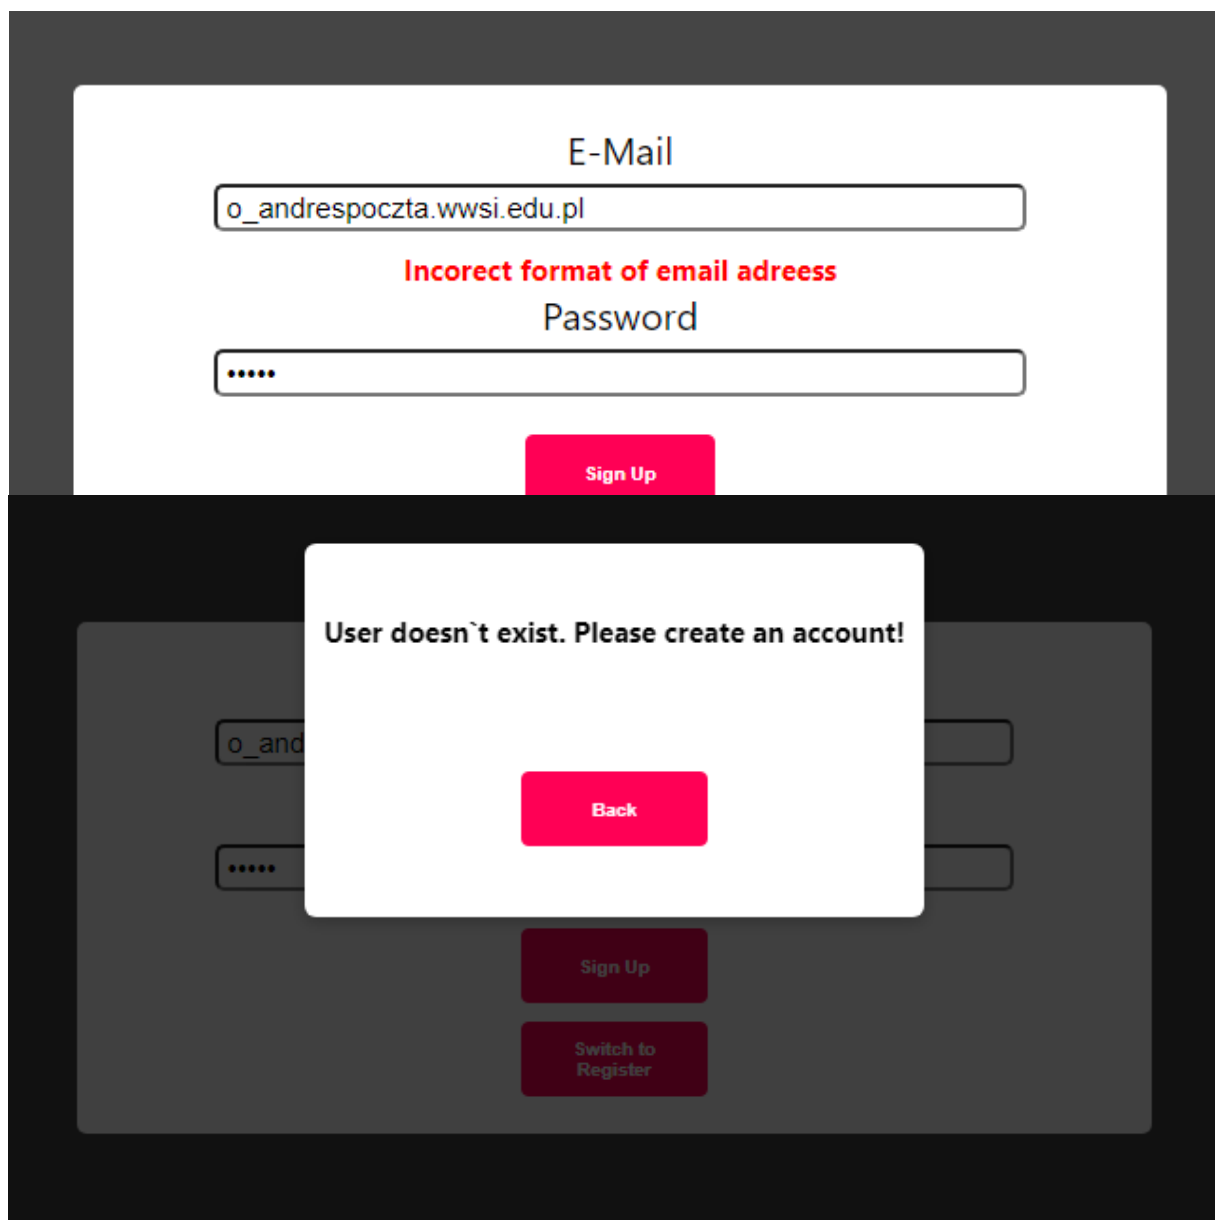 E-Mail
o_andrespoczta.wwsi.edu.pl
Incorect format of email adreess
Password
•••••
Sign Up
User doesn`t exist. Please create an account!
o_and
Back
•••••
Sign Up
Switch to
Register